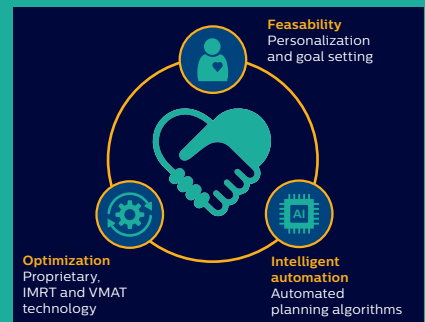 Feasability
Personalization
and goal setting
AI
Optimization
Proprietary,
IMRT and VMAT
technology
Intelligent
automation
Automated
planning algorithms